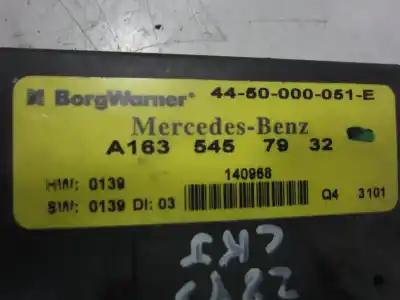 BorgWarner® 44-50-000-051-E
Mercedes-Benz
A163 545 79 32
HW: 0139 140968
SW: 0139 DI: 03 Q4 3101